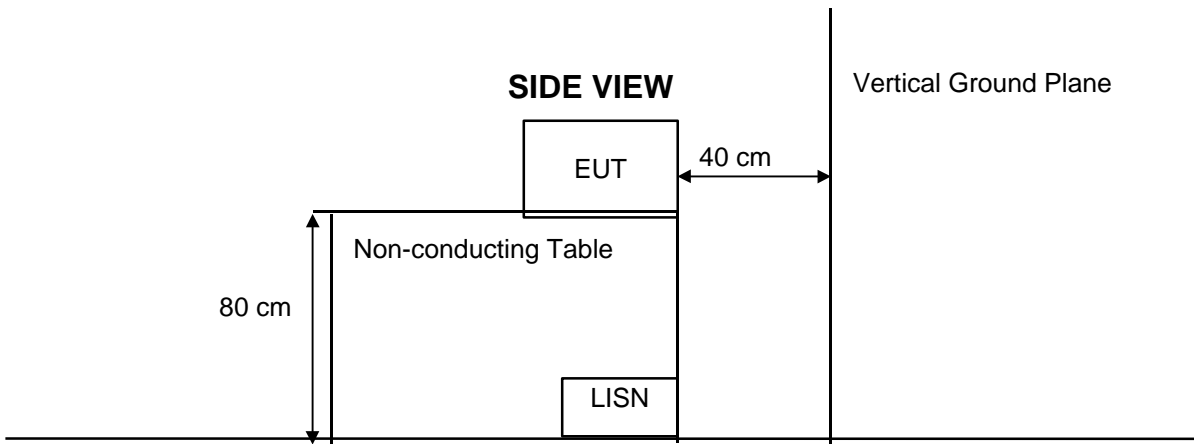 SIDE VIEW
Vertical Ground Plane
EUT
40 cm
Non-conducting Table
80 cm
LISN